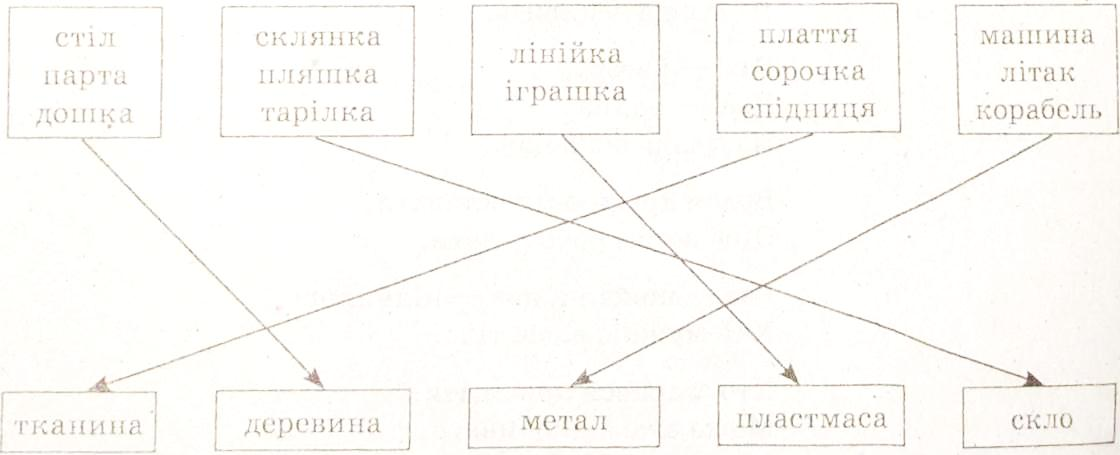 стіл
парта
дошка
склянка
пляшка
тарілка
лінійка
іграшка
плаття
сорочка
спідниця
машина
літак
корабель
тканина
деревина
метал
пластмаса
скло